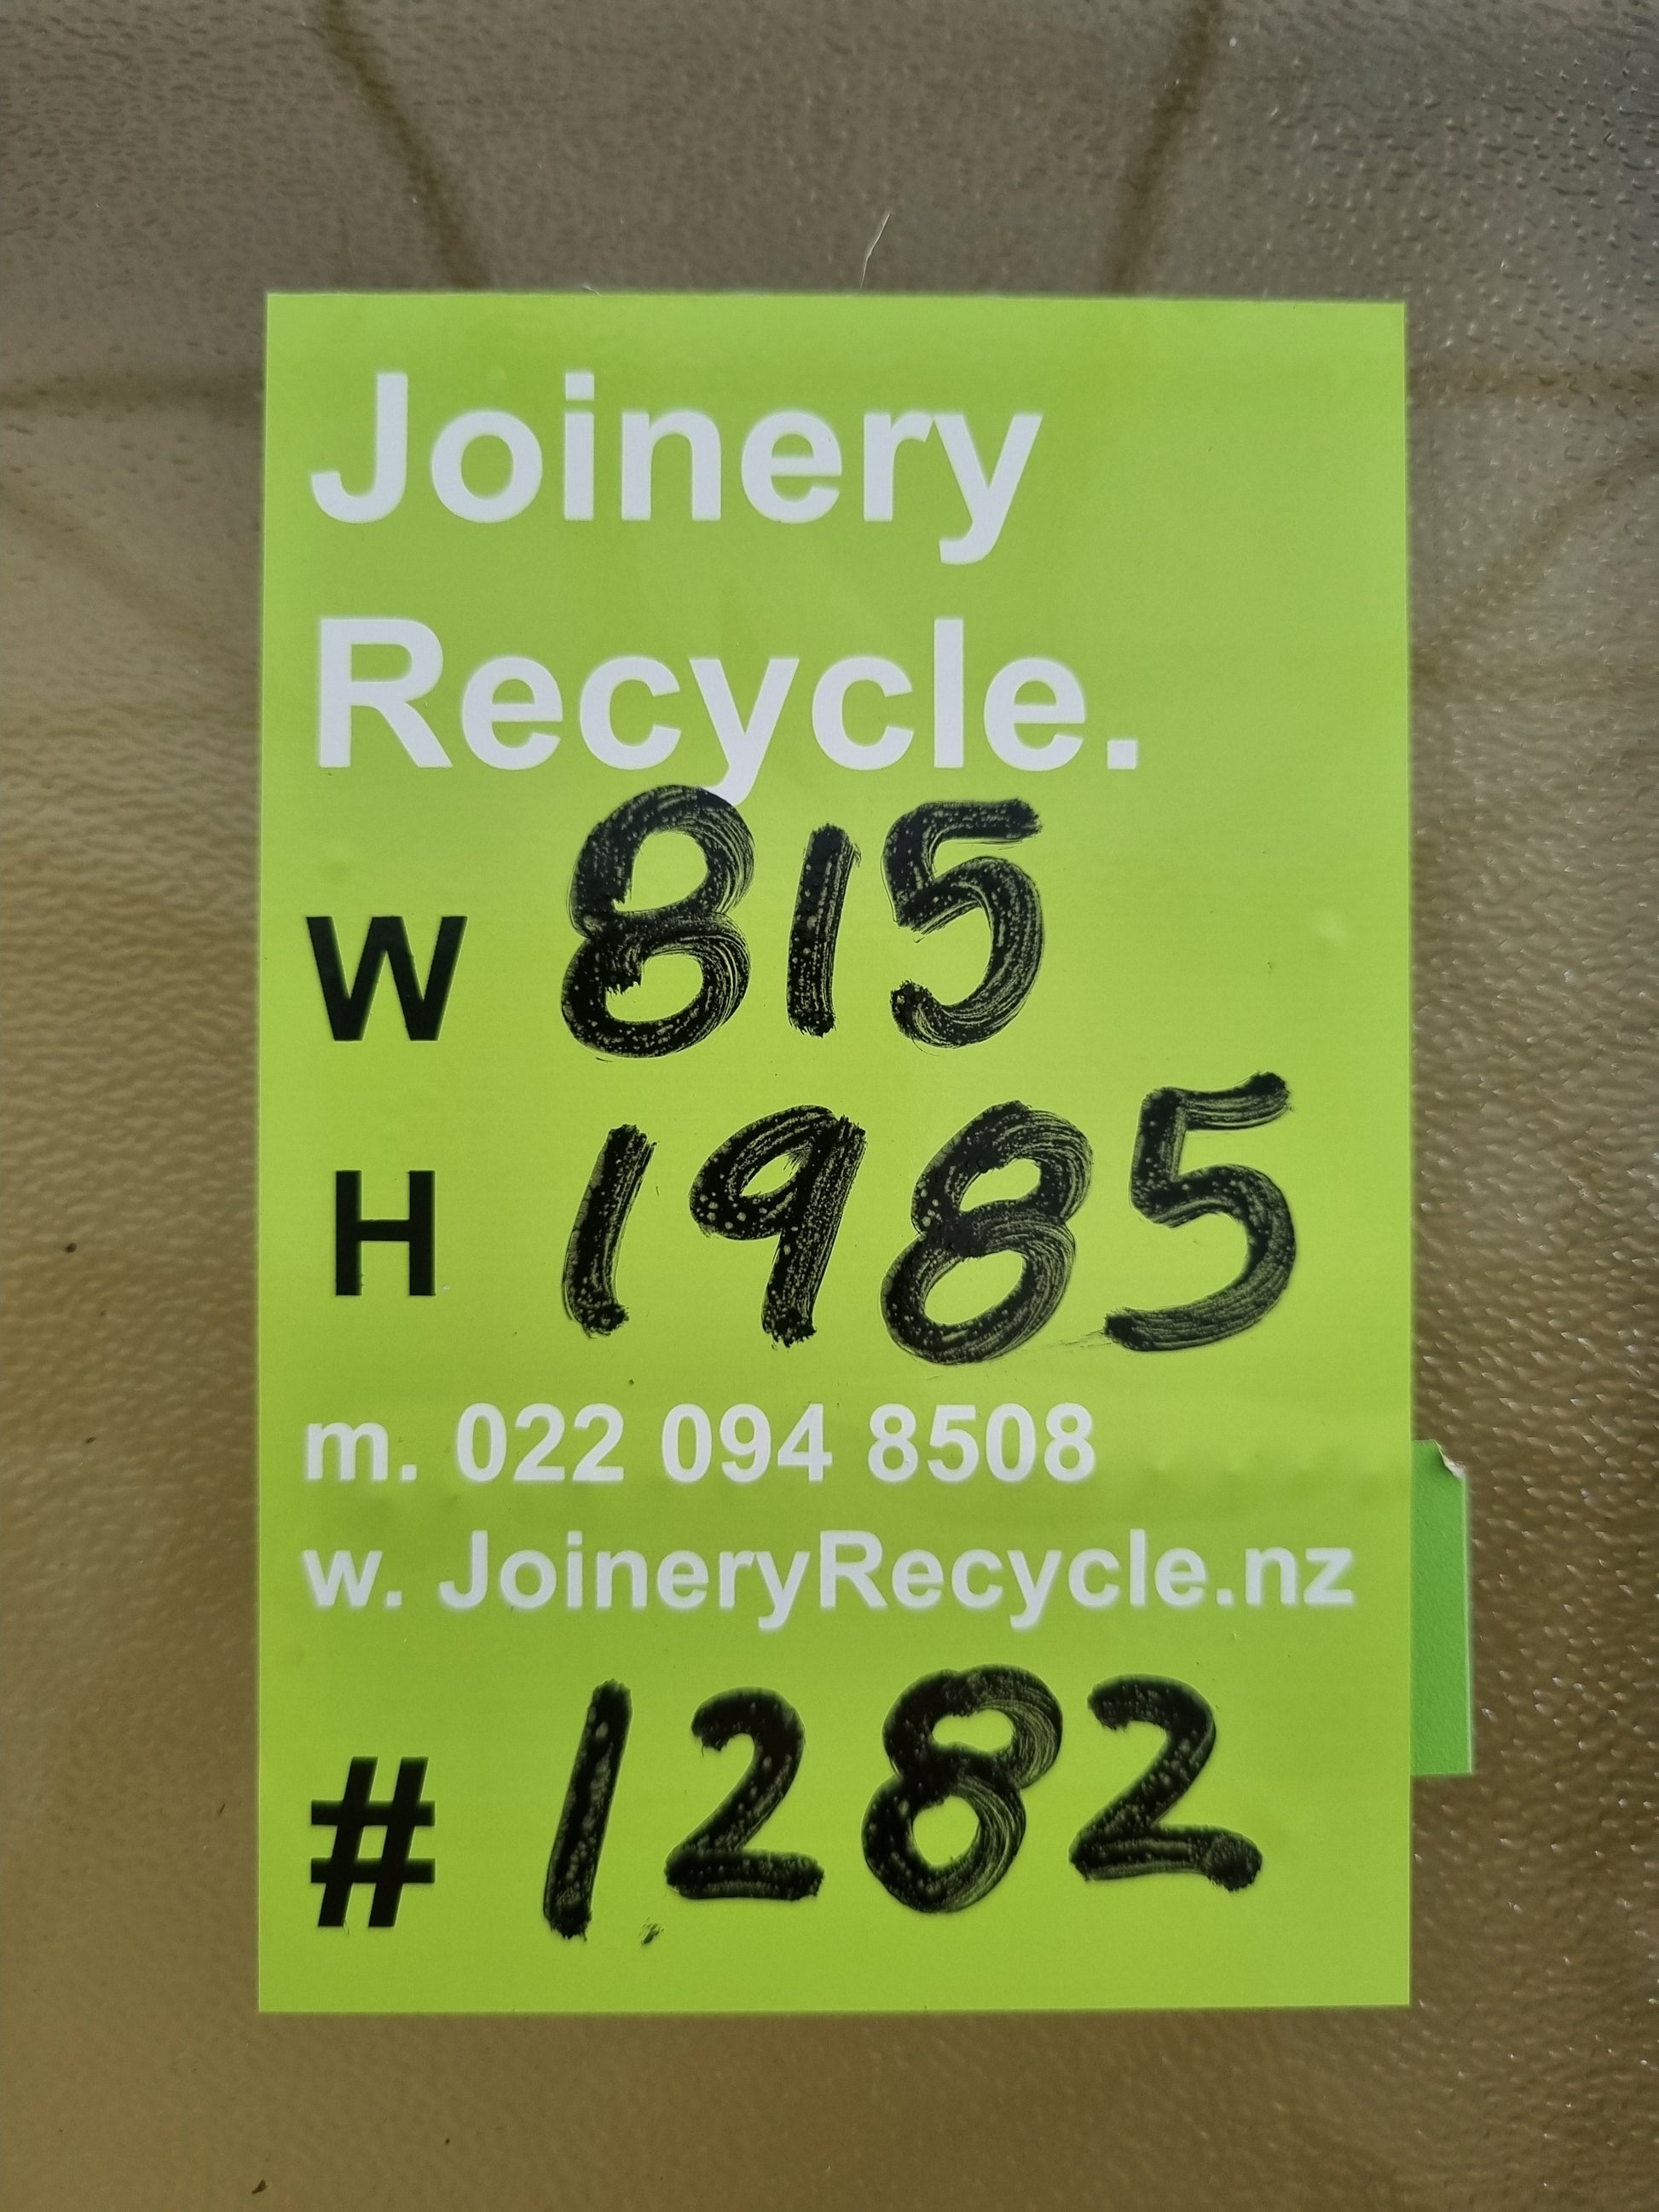 Joinery
Recycle.
W 815
H 1985
m. 022 094 8508
w. JoineryRecycle.nz
# 1282